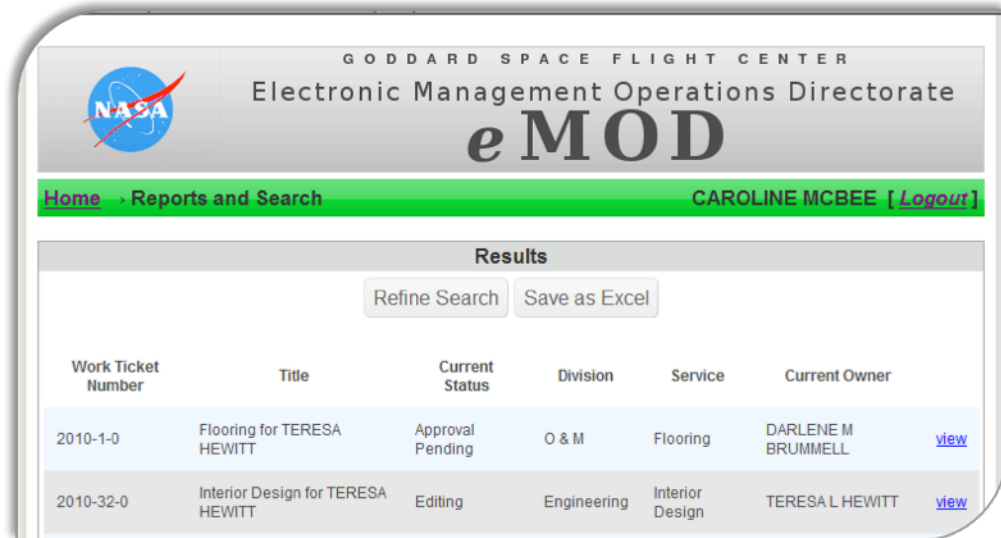 NASA
GODDARD SPACE FLIGHT CENTER
Electronic Management Operations Directorate
eMOD
Home › Reports and Search CAROLINE MCBEE [ Logout ]
Results
Refine Search Save as Excel
Work Ticket Number Title Current Status Division Service Current Owner
2010-1-0 Flooring for TERESA HEWITT Approval Pending O & M Flooring DARLENE M BRUMMELL view
2010-32-0 Interior Design for TERESA HEWITT Editing Engineering Interior Design TERESA L HEWITT view